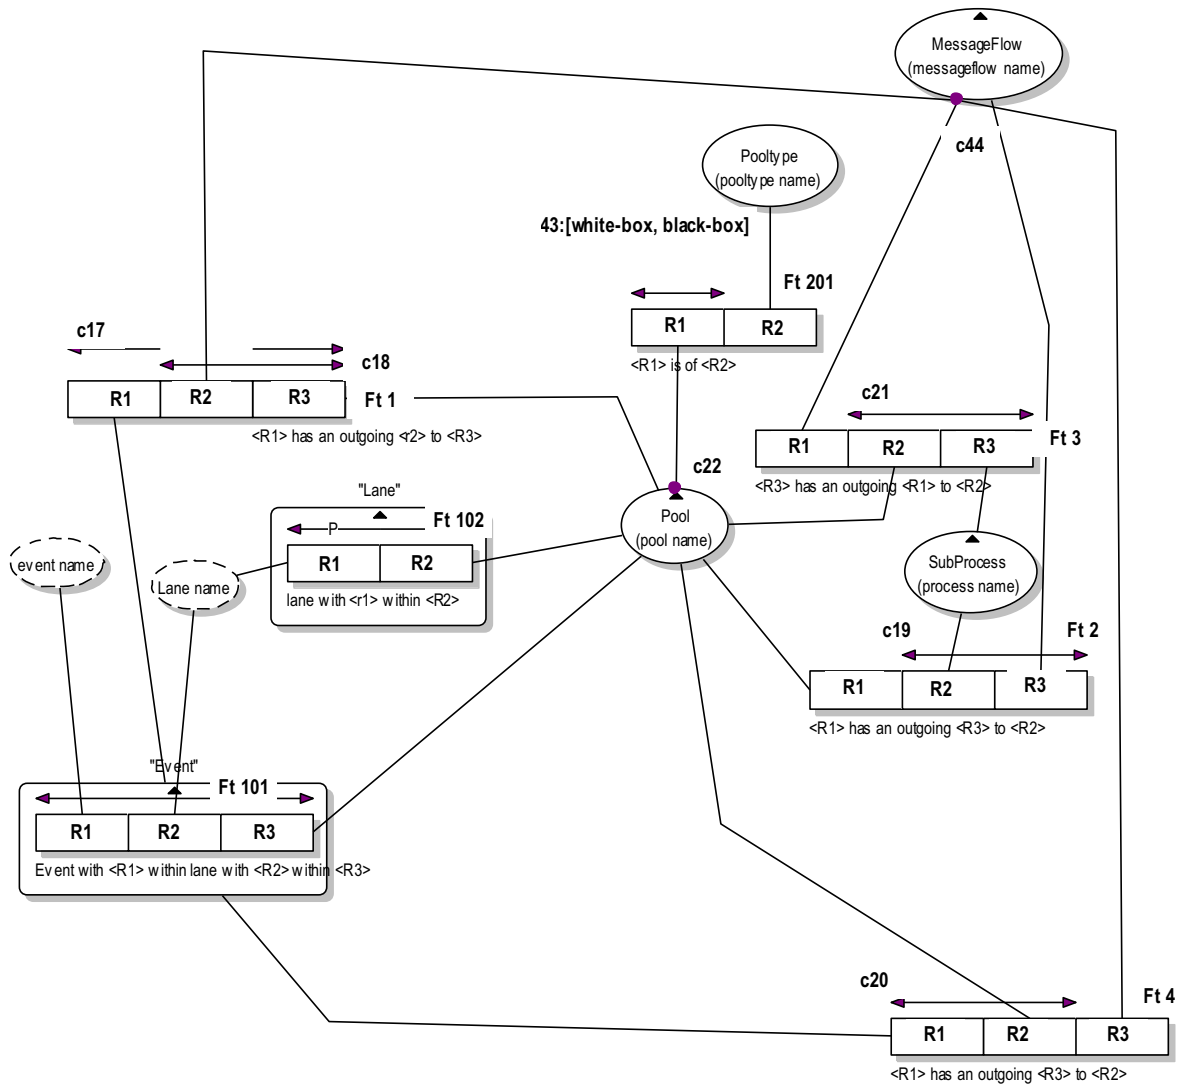 MessageFlow
(messageflow name)
c44
Pooltype
(pooltype name)
43:[white-box, black-box]
Ft 201
R1
R2
<R1> is of <R2>
c17
c18
R1
R2
R3
Ft 1
<R1> has an outgoing <r2> to <R3>
c21
R1
R2
R3
Ft 3
<R3> has an outgoing <R1> to <R2>
c22
Pool
(pool name)
"Lane"
P
Ft 102
R1
R2
lane with <r1> within <R2>
event name
Lane name
SubProcess
(process name)
c19
Ft 2
R1
R2
R3
<R1> has an outgoing <R3> to <R2>
"Event"
Ft 101
R1
R2
R3
Event with <R1> within lane with <R2> within <R3>
c20
Ft 4
R1
R2
R3
<R1> has an outgoing <R3> to <R2>